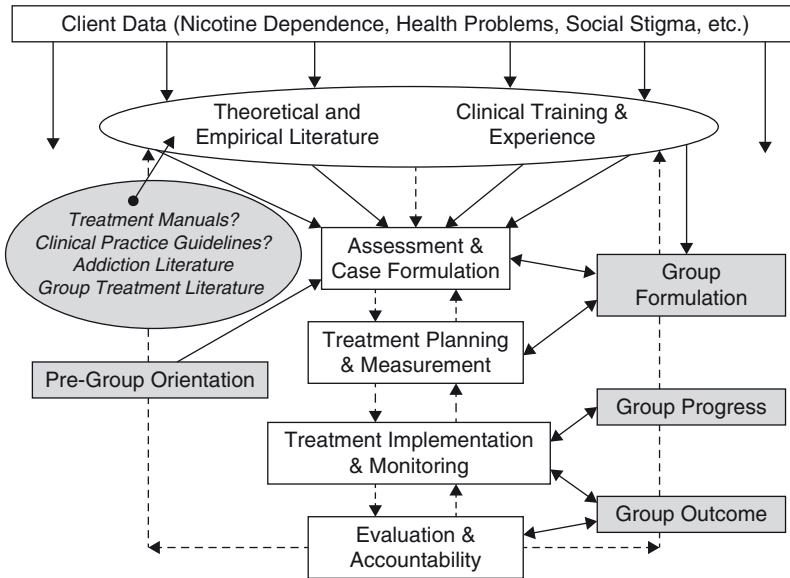 Client Data (Nicotine Dependence, Health Problems, Social Stigma, etc.)
Theoretical and
Empirical Literature
Clinical Training &
Experience
Treatment Manuals?
Clinical Practice Guidelines?
Addiction Literature
Group Treatment Literature
Assessment &
Case Formulation
Group
Formulation
Treatment Planning
& Measurement
Pre-Group Orientation
Group Progress
Treatment Implementation
& Monitoring
Group Outcome
Evaluation &
Accountability